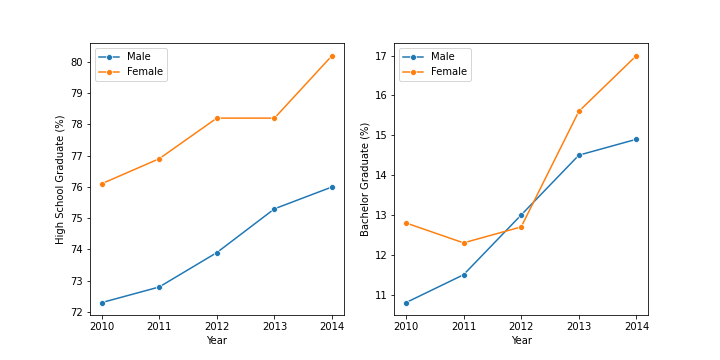 Male
Female
80
79
78
77
76
75
74
73
72
High School Graduate (%)
2010 2011 2012 2013 2014
Year
Male
Female
17
16
15
14
13
12
11
Bachelor Graduate (%)
2010 2011 2012 2013 2014
Year